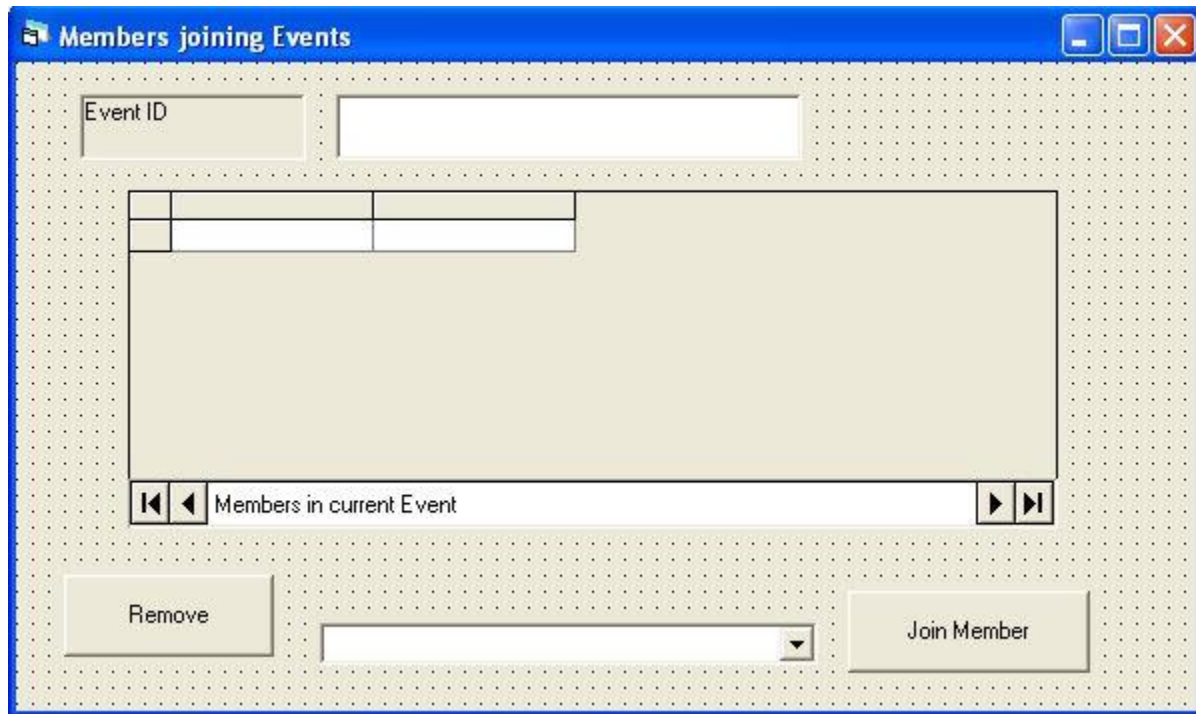 Members joining Events
Event ID
Members in current Event
Remove
Join Member